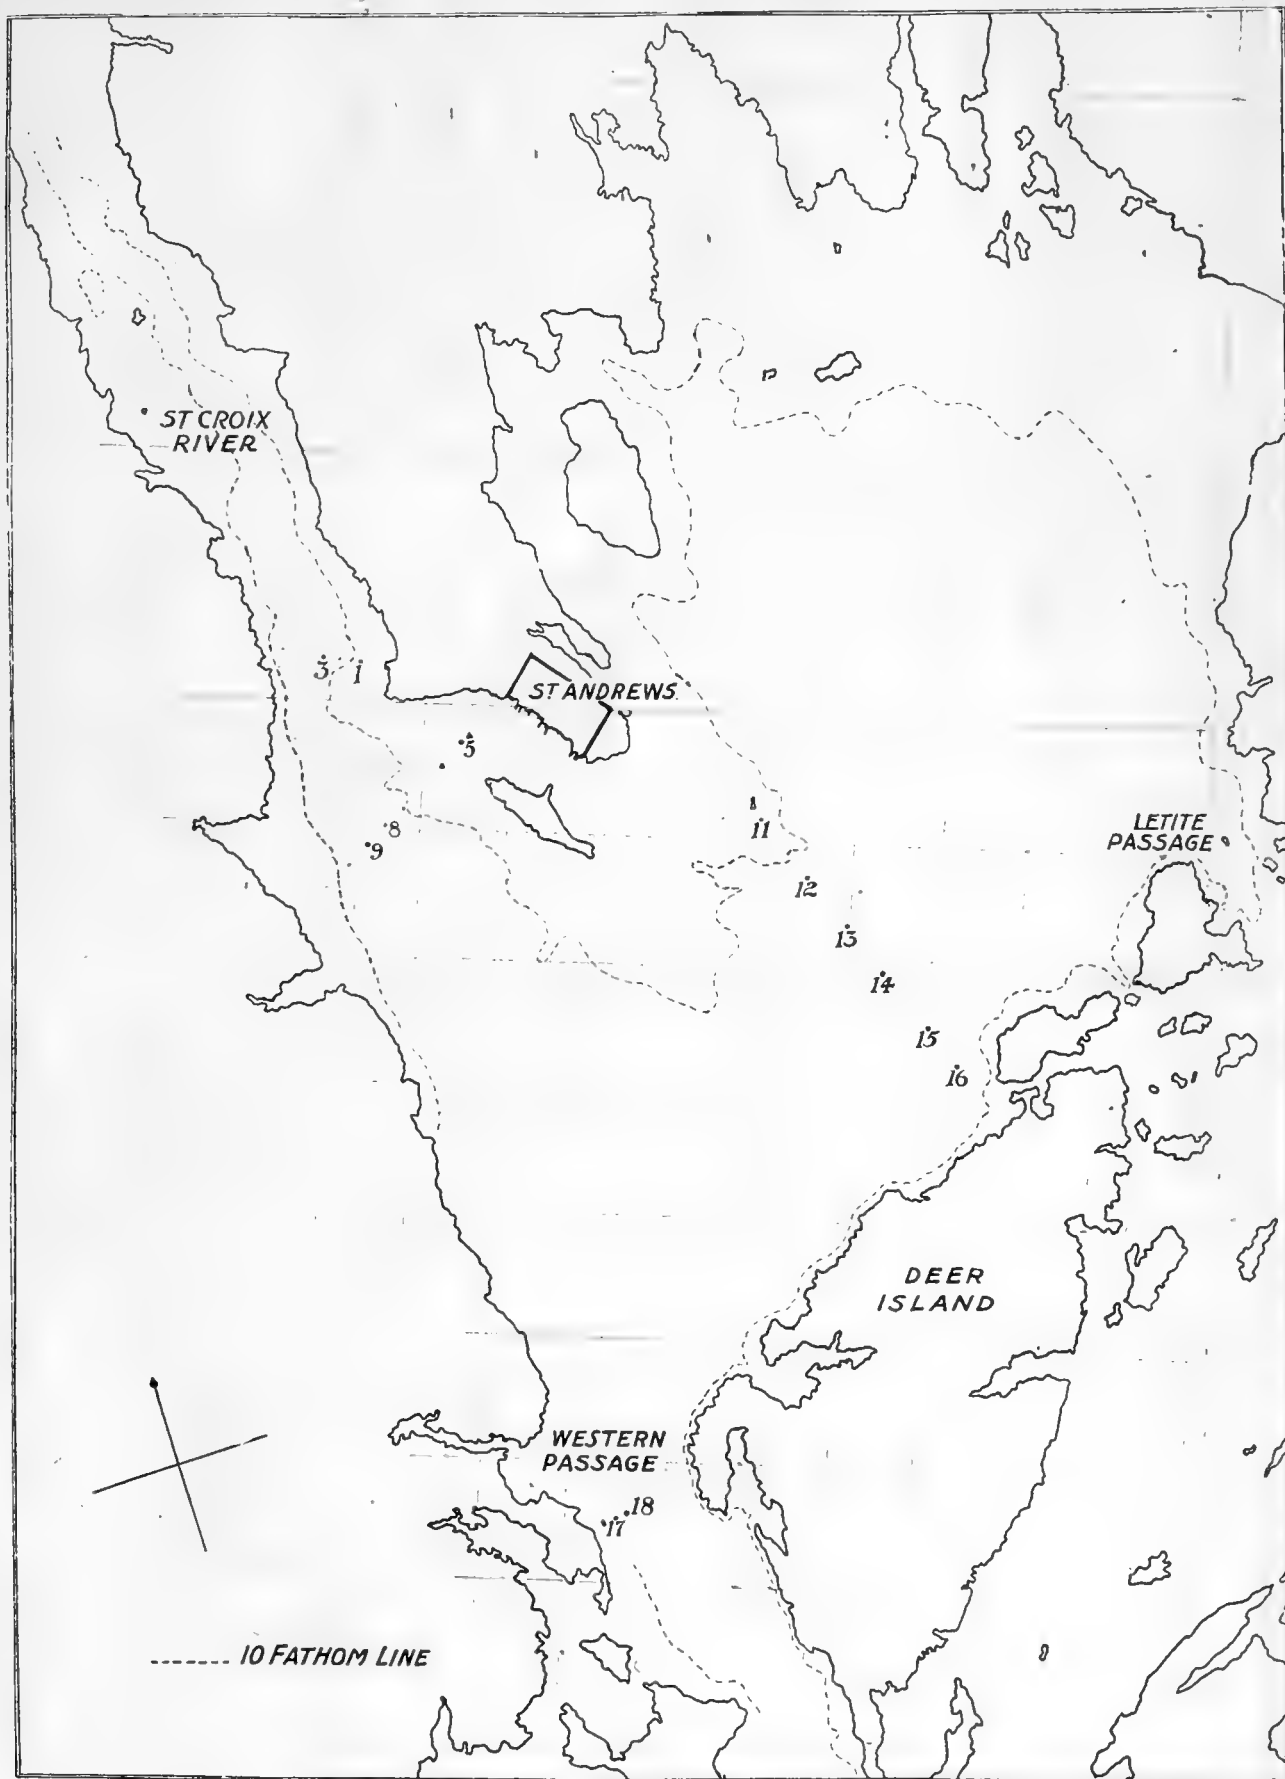 ST CROIX
RIVER
3
1
ST ANDREWS
5
8
9
11
LETITE
PASSAGE
12
13
14
15
16
DEER
ISLAND
WESTERN
PASSAGE
18
17
10 FATHOM LINE